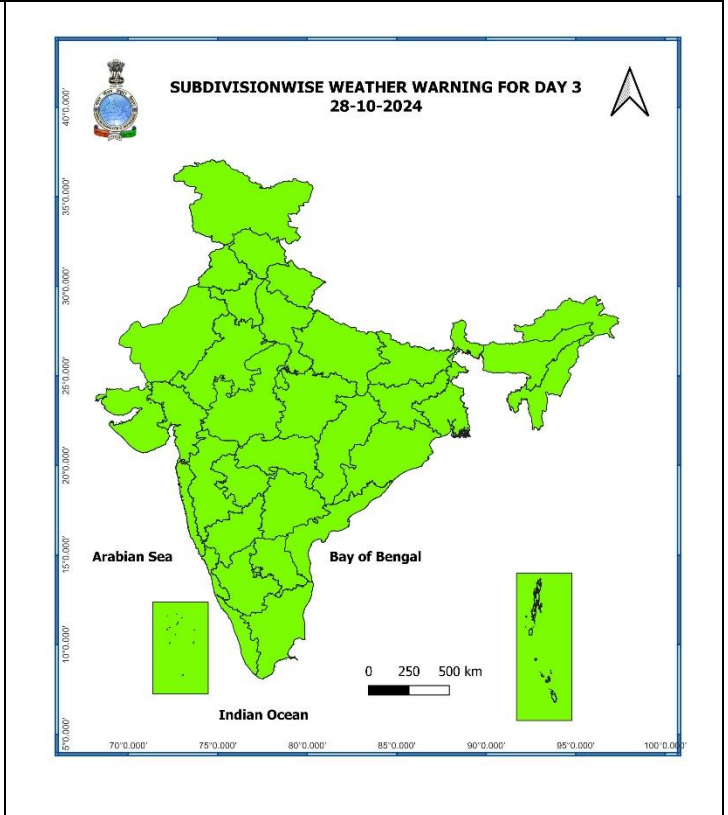 SUBDIVISIONWISE WEATHER WARNING FOR DAY 3
28-10-2024
40°0.000'
35°0.000'
30°0.000'
25°0.000'
20°0.000'
15°0.000'
10°0.000'
5°0.000'
Arabian Sea
Bay of Bengal
0 250 500 km
Indian Ocean
70°0.000' 75°0.000' 80°0.000' 85°0.000' 90°0.000' 95°0.000' 100°0.000'